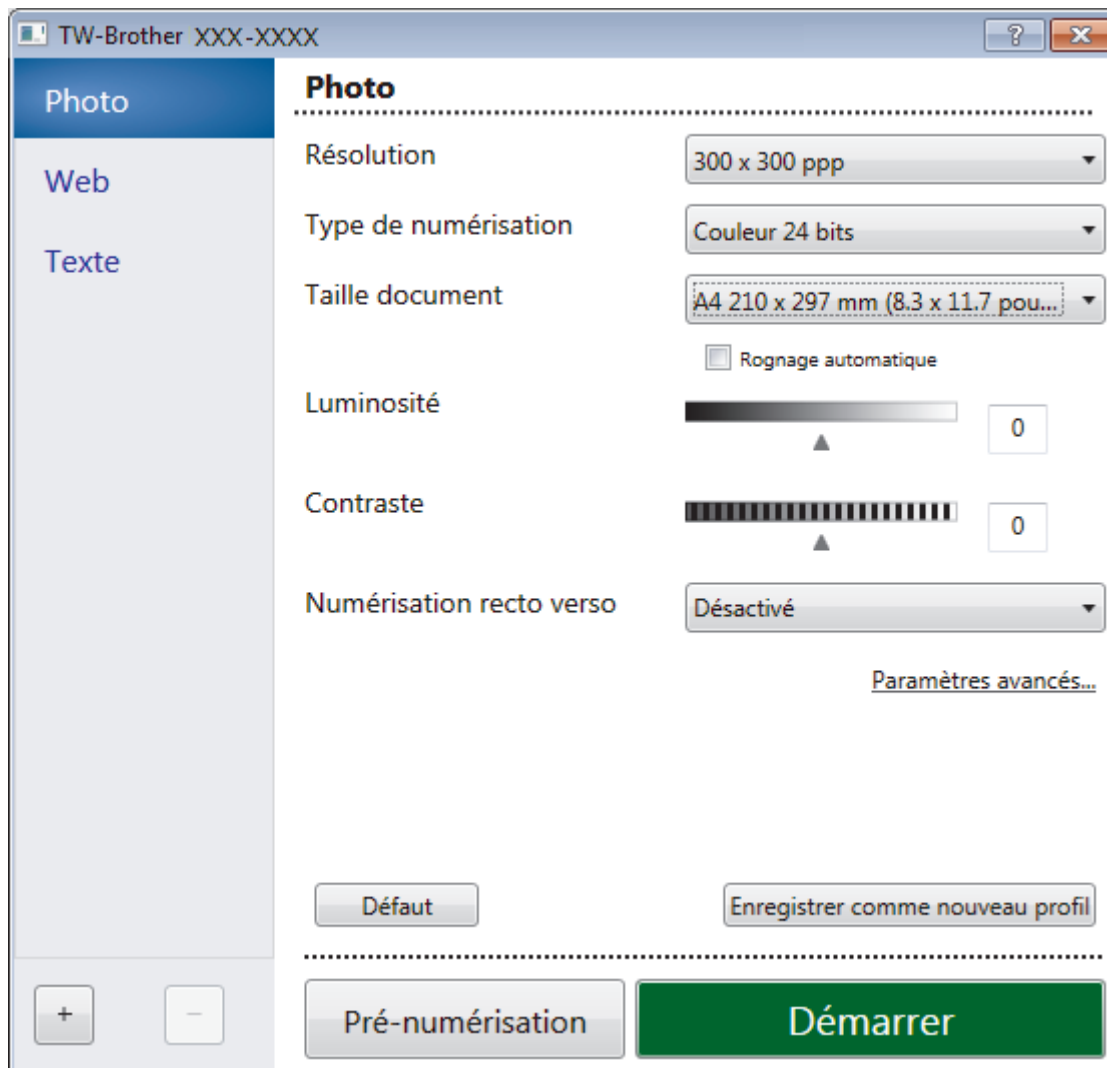 TW-Brother XXX-XXXX
?
Photo
Web
Texte
Photo
Résolution
300 x 300 ppp
Type de numérisation
Couleur 24 bits
Taille document
A4 210 x 297 mm (8.3 x 11.7 pou...
Rognage automatique
Luminosité
0
Contraste
0
Numérisation recto verso
Désactivé
Paramètres avancés...
Défaut
Enregistrer comme nouveau profil
+
−
Pré-numérisation
Démarrer